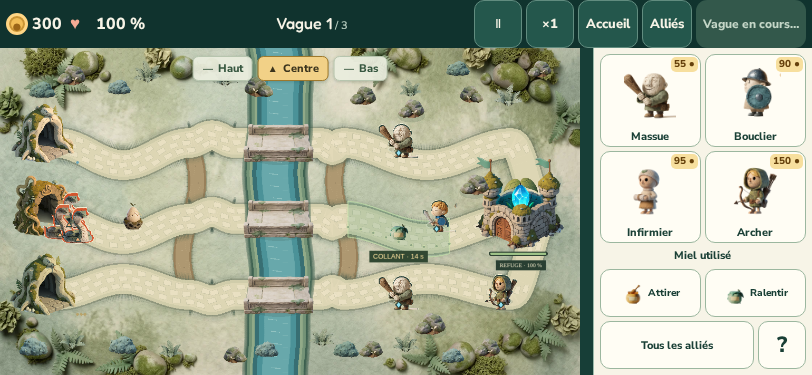 300 ♥ 100 %
Vague 1 / 3
II
×1
Accueil
Alliés
Vague en cours...
— Haut
▲ Centre
— Bas
COLLANT · 14 s
REFUGE · 100 %
55
Massue
90
Bouclier
95
Infirmier
150
Archer
Miel utilisé
Attirer
Ralentir
Tous les alliés
?